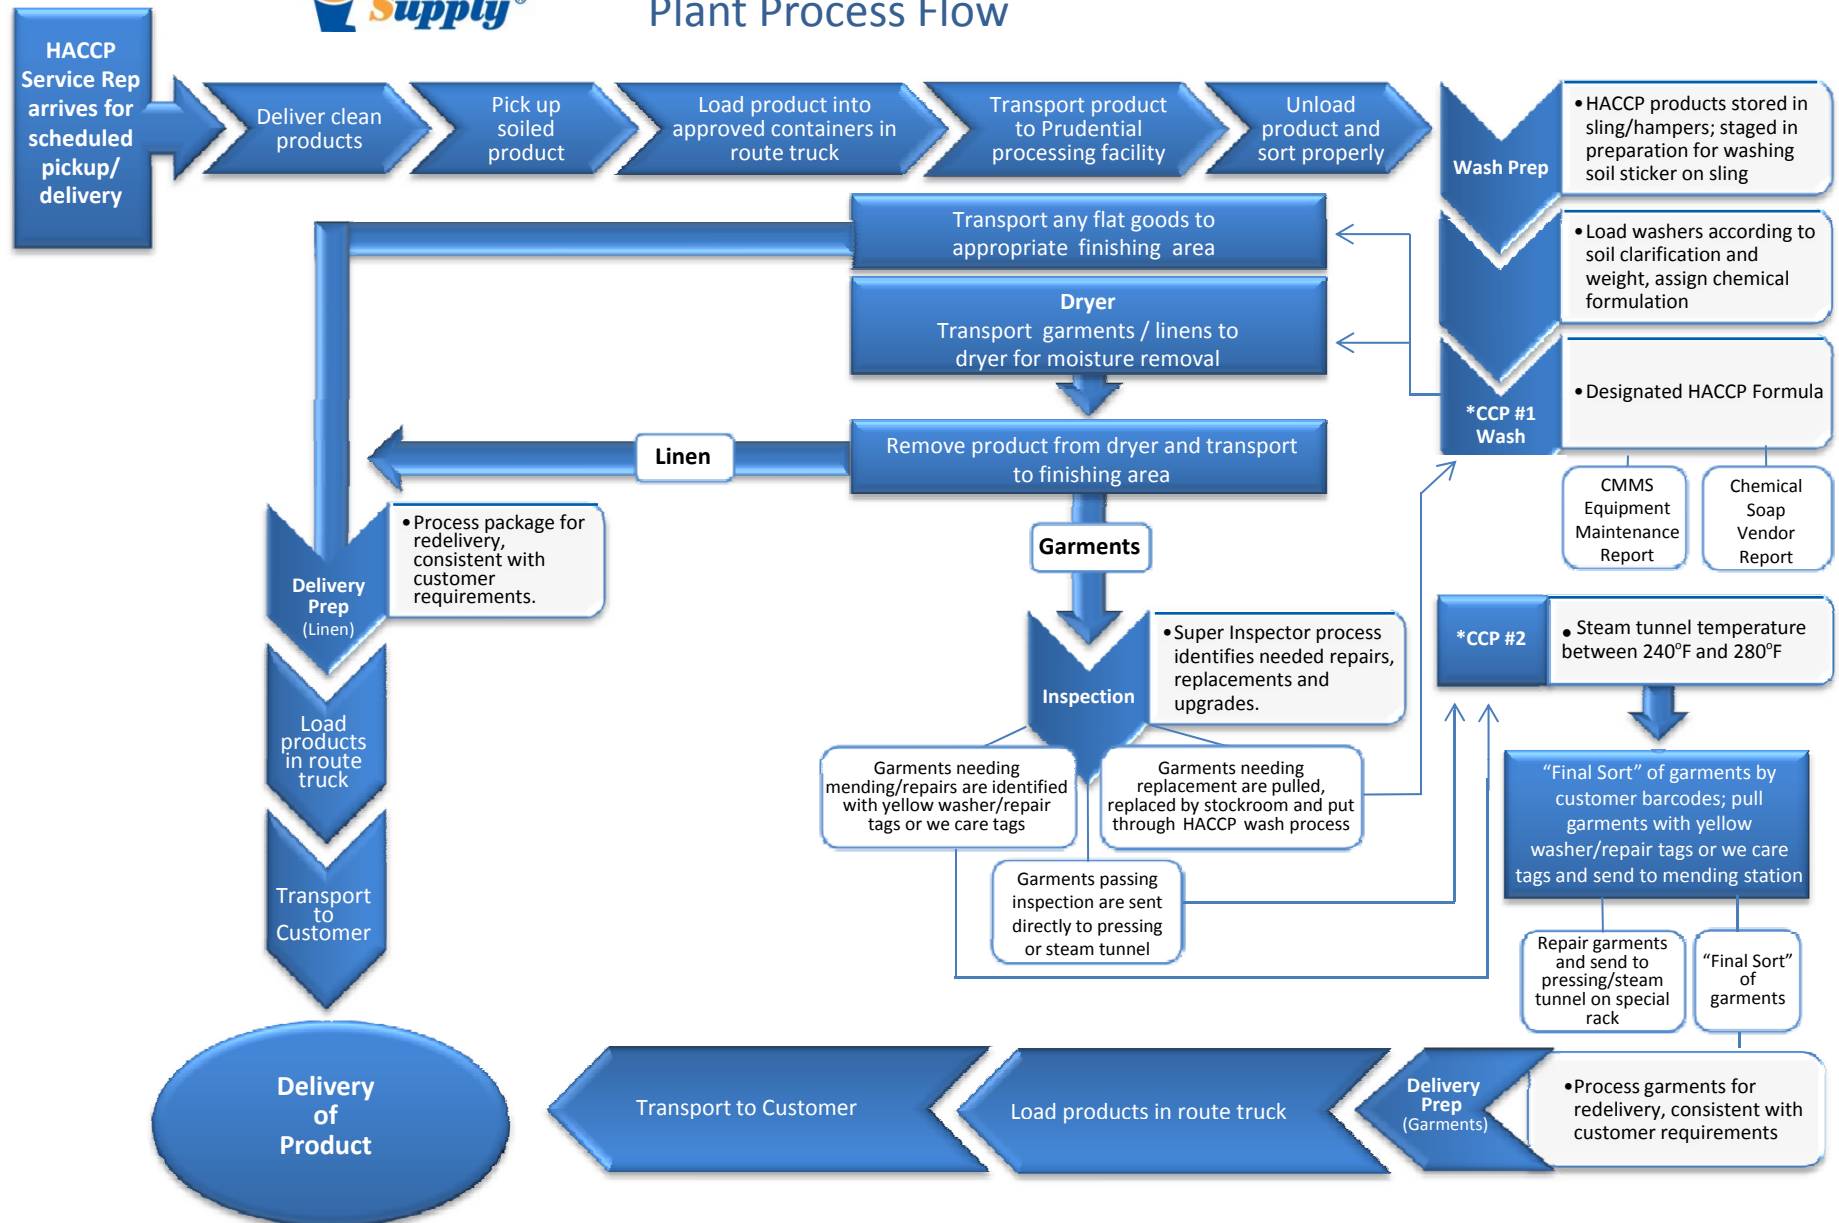 Supply®
Plant Process Flow
HACCP
Service Rep
arrives for
scheduled
pickup/
delivery
Deliver clean
products
Pick up
soiled
product
Load product into
approved containers in
route truck
Transport product
to Prudential
processing facility
Unload
product and
sort properly
Wash Prep
•HACCP products stored in
sling/hampers; staged in
preparation for washing
soil sticker on sling
•Load washers according to
soil clarification and
weight, assign chemical
formulation
*CCP #1
Wash
•Designated HACCP Formula
CMMS
Equipment
Maintenance
Report
Chemical
Soap
Vendor
Report
Transport any flat goods to
appropriate finishing area
Dryer
Transport garments / linens to
dryer for moisture removal
Remove product from dryer and transport
to finishing area
Linen
Garments
Delivery
Prep
(Linen)
•Process package for
redelivery,
consistent with
customer
requirements.
Load
products
in route
truck
Transport
to
Customer
Inspection
•Super Inspector process
identifies needed repairs,
replacements and
upgrades.
Garments needing
mending/repairs are identified
with yellow washer/repair
tags or we care tags
Garments needing
replacement are pulled,
replaced by stockroom and put
through HACCP wash process
Garments passing
inspection are sent
directly to pressing
or steam tunnel
*CCP #2
• Steam tunnel temperature
between 240°F and 280°F
“Final Sort” of garments by
customer barcodes; pull
garments with yellow
washer/repair tags or we care
tags and send to mending station
Repair garments
and send to
pressing/steam
tunnel on special
rack
“Final Sort”
of
garments
Delivery
Prep
(Garments)
•Process garments for
redelivery, consistent with
customer requirements
Load products in route truck
Transport to Customer
Delivery
of
Product